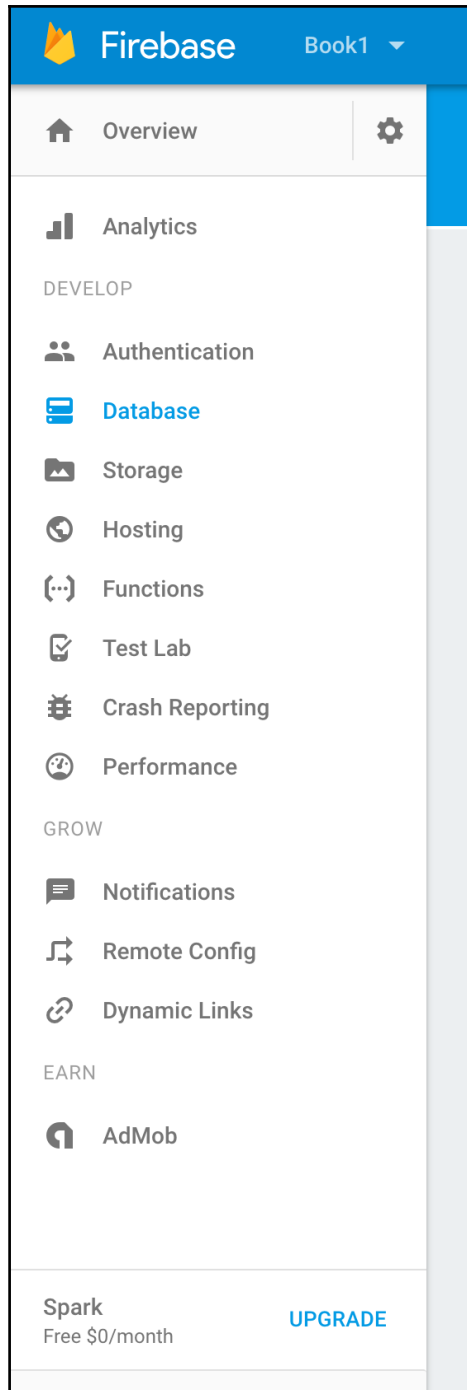 Firebase Book1
Overview
Analytics
DEVELOP
Authentication
Database
Storage
Hosting
Functions
Test Lab
Crash Reporting
Performance
GROW
Notifications
Remote Config
Dynamic Links
EARN
AdMob
Spark
Free $0/month
UPGRADE